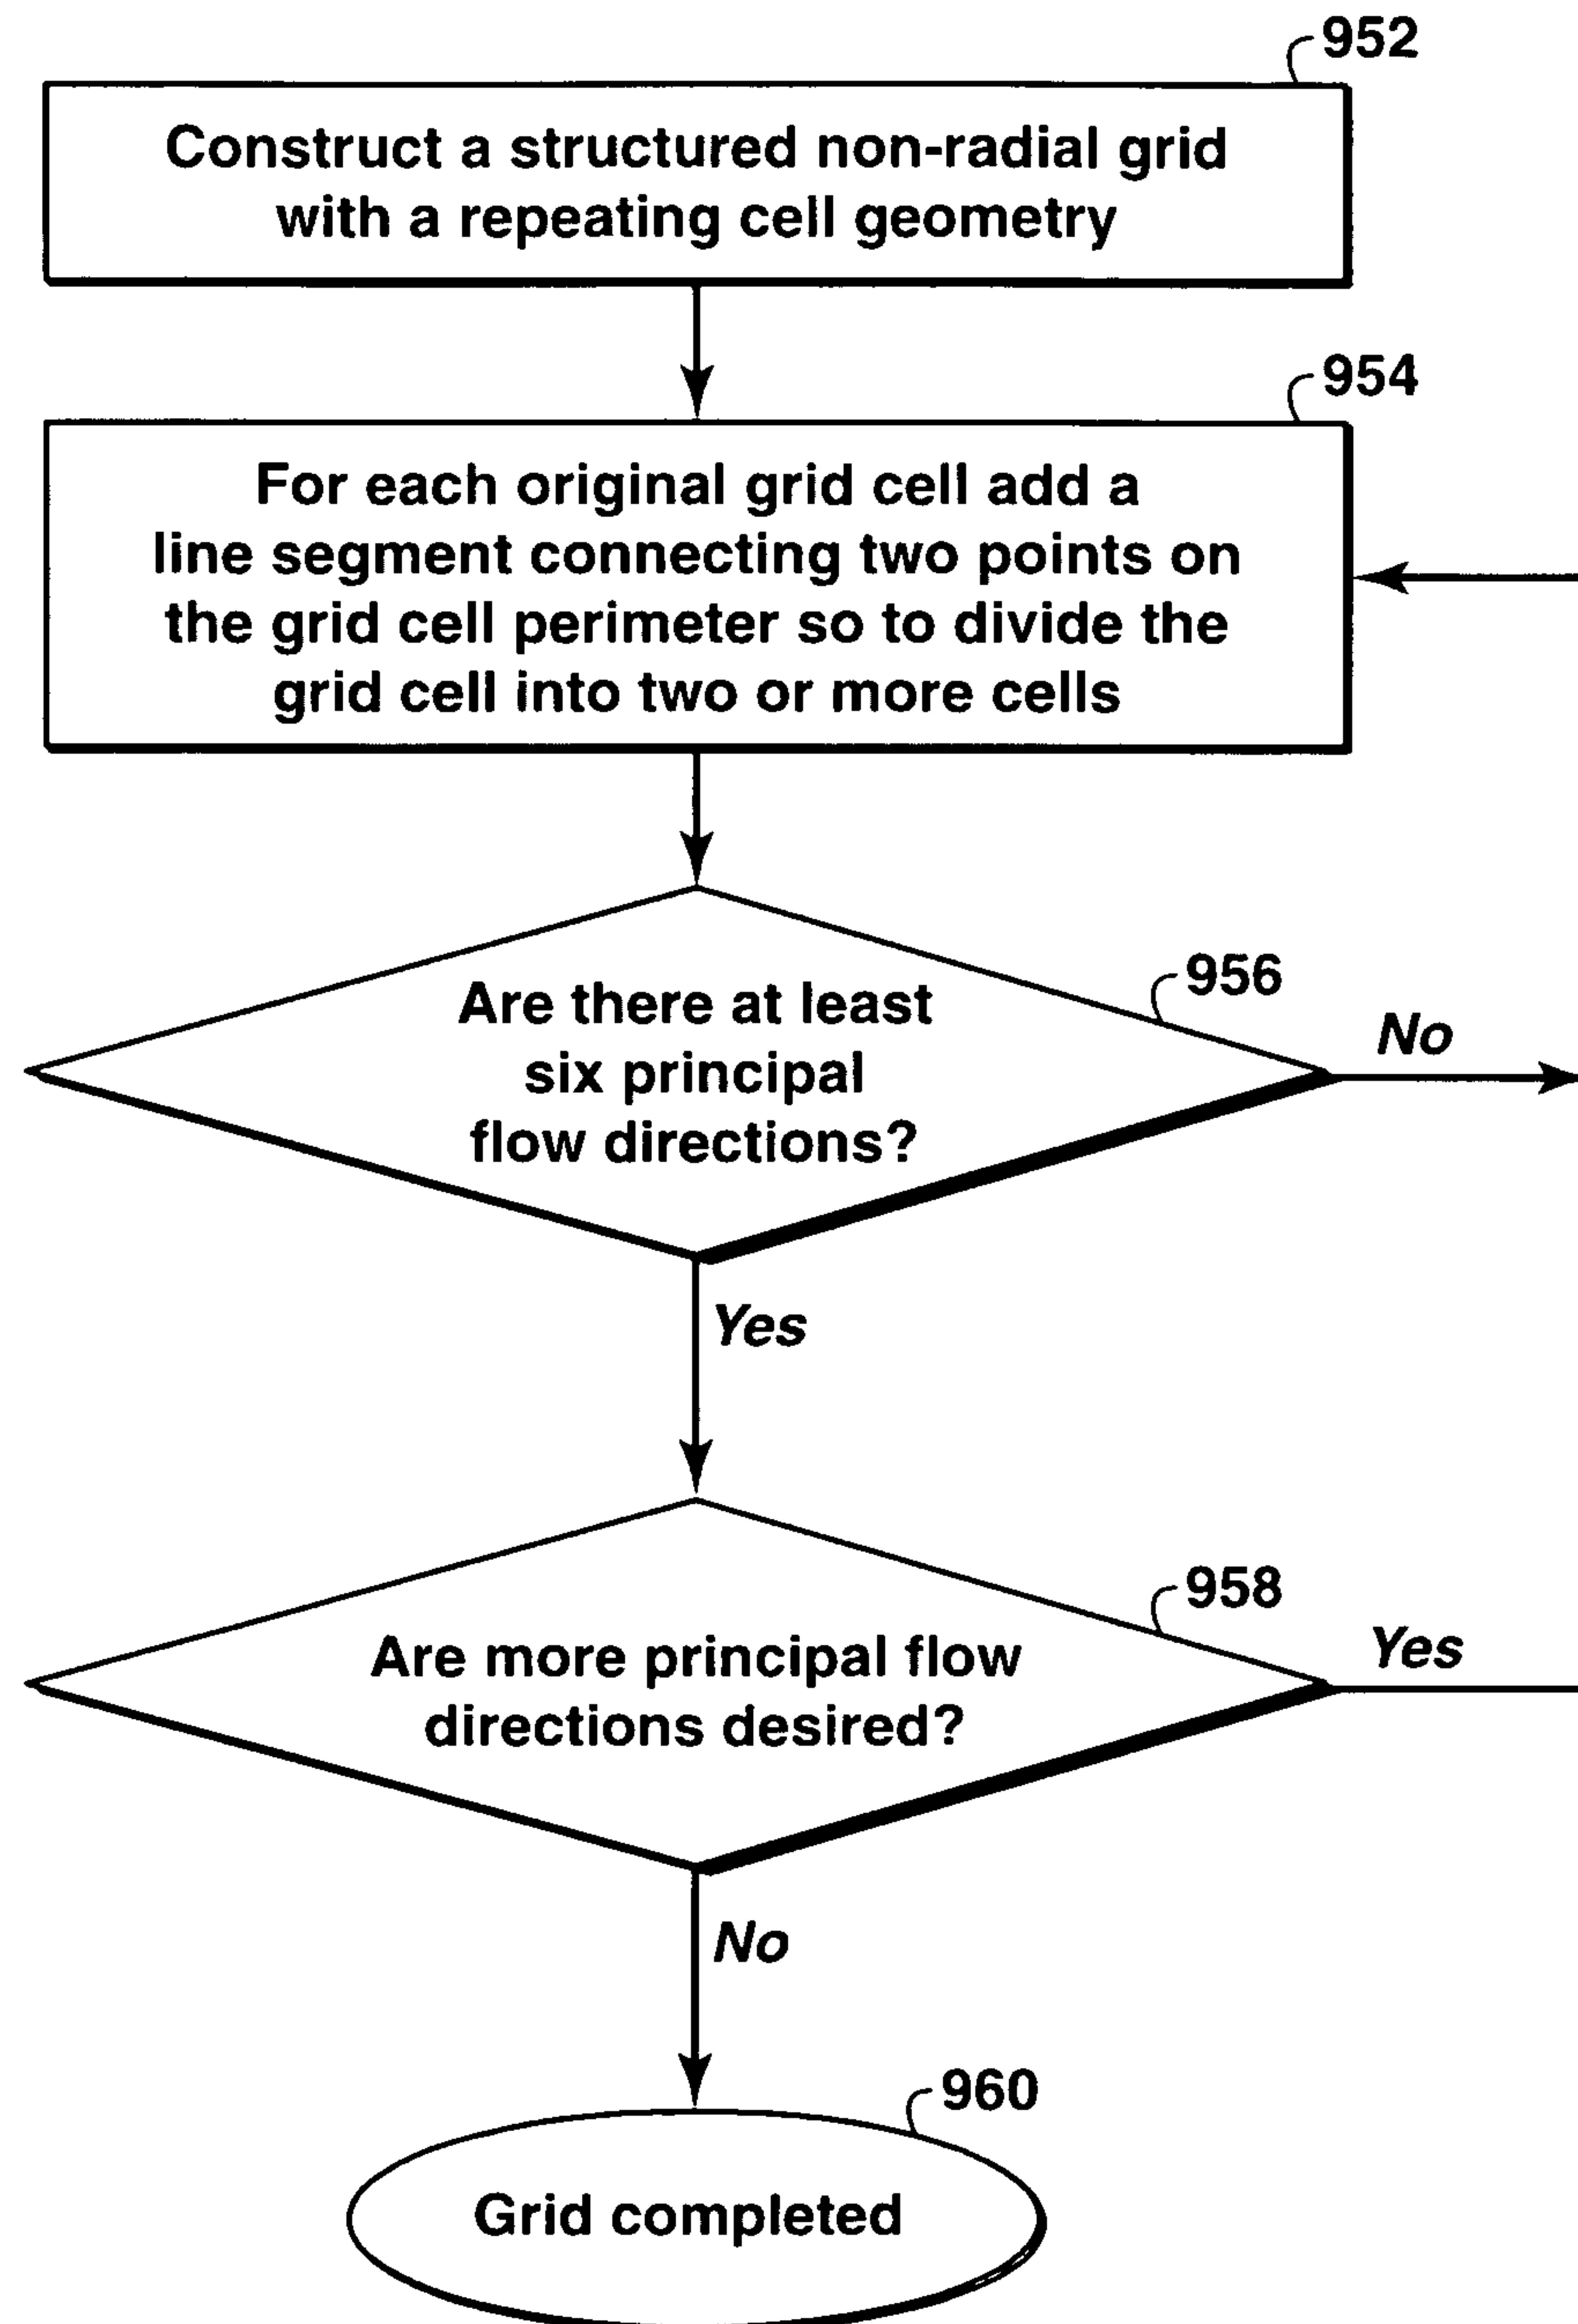 952
Construct a structured non-radial grid
with a repeating cell geometry
954
For each original grid cell add a
line segment connecting two points on
the grid cell perimeter so to divide the
grid cell into two or more cells
956
Are there at least
six principal
flow directions?
No
Yes
958
Are more principal flow
directions desired?
Yes
No
960
Grid completed